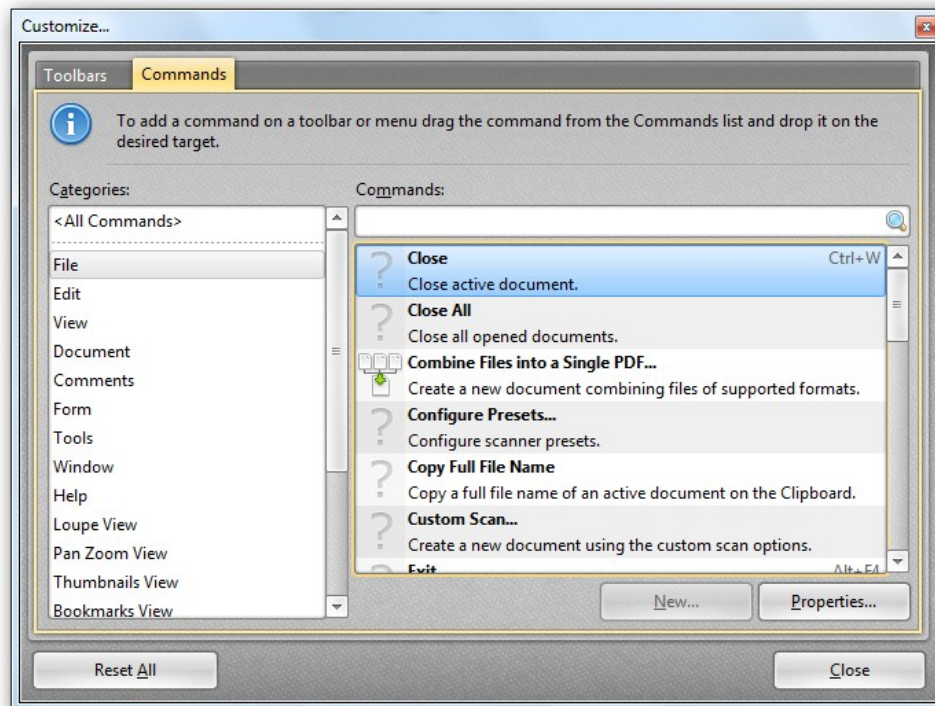 Customize...
Toolbars
Commands
To add a command on a toolbar or menu drag the command from the Commands list and drop it on the
desired target.
Categories:
<All Commands>
File
Edit
View
Document
Comments
Form
Tools
Window
Help
Loupe View
Pan Zoom View
Thumbnails View
Bookmarks View
Commands:
Close Ctrl+W
Close active document.
Close All
Close all opened documents.
Combine Files into a Single PDF...
Create a new document combining files of supported formats.
Configure Presets...
Configure scanner presets.
Copy Full File Name
Copy a full file name of an active document on the Clipboard.
Custom Scan...
Create a new document using the custom scan options.
Exit Alt+F4
New...
Properties...
Reset All
Close